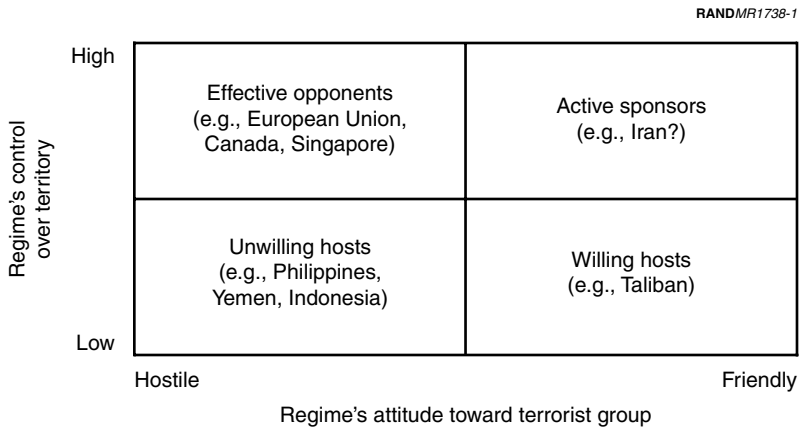 RANDMR1738-1
High
Effective opponents
(e.g., European Union,
Canada, Singapore)
Active sponsors
(e.g., Iran?)
Regime's control
over territory
Unwilling hosts
(e.g., Philippines,
Yemen, Indonesia)
Willing hosts
(e.g., Taliban)
Low
Hostile
Friendly
Regime's attitude toward terrorist group